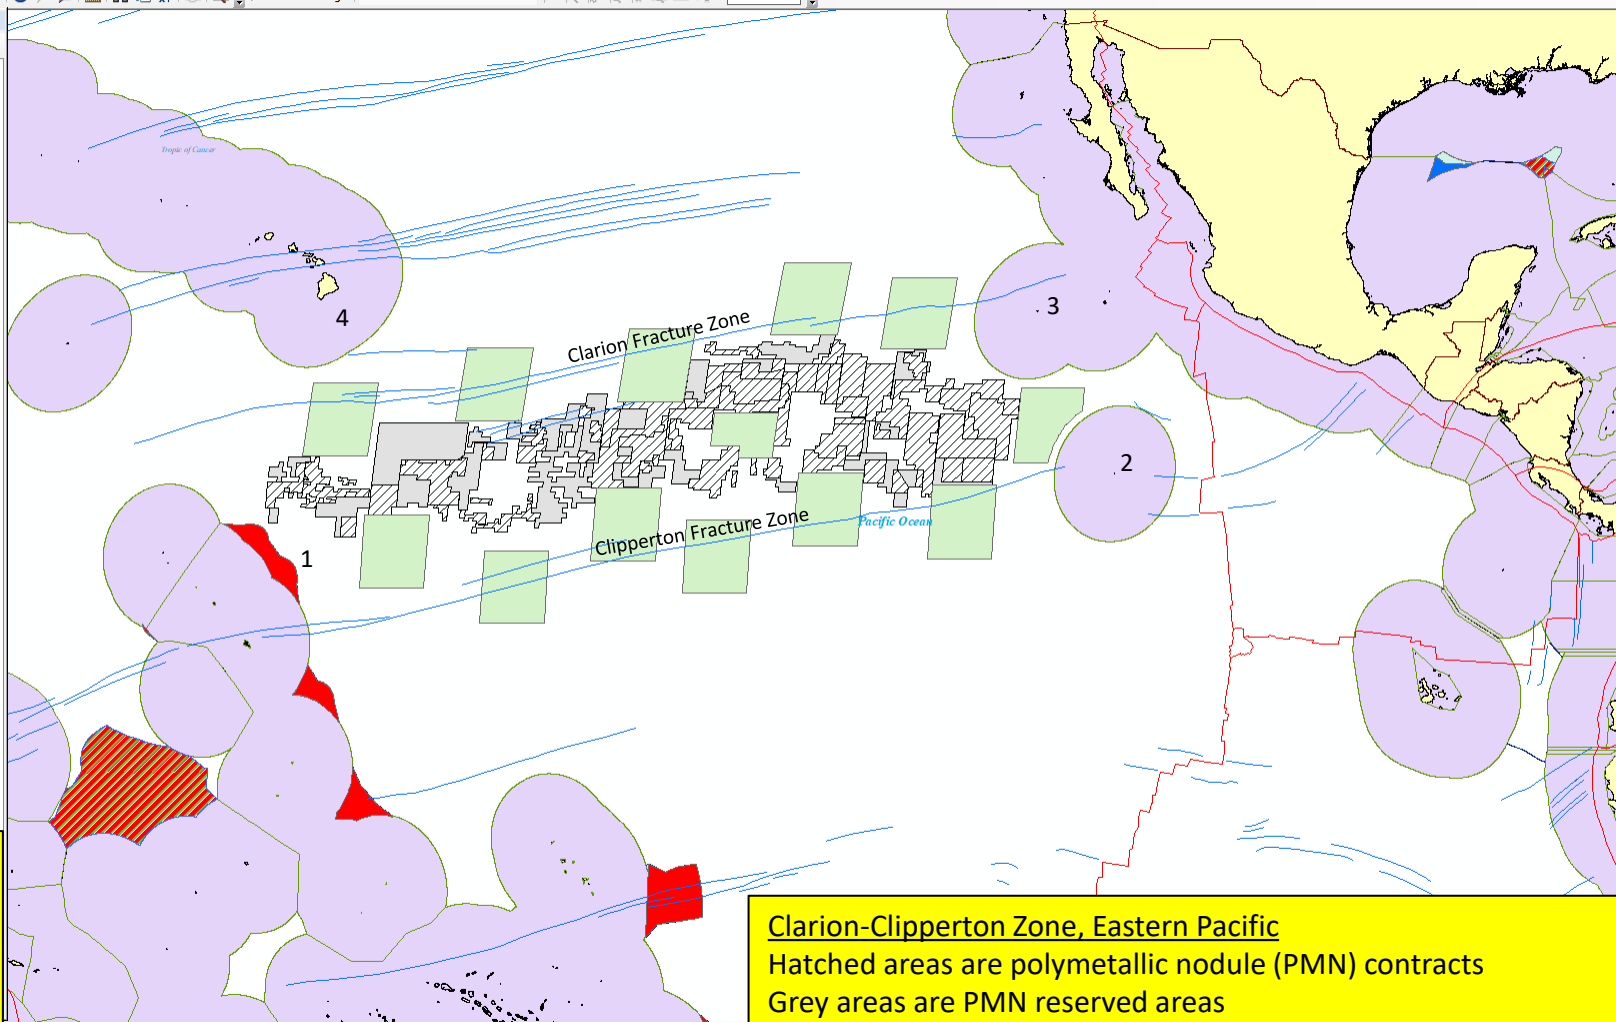 Tropic of Cancer
4
3
Clarion Fracture Zone
2
Pacific Ocean
Clipperton Fracture Zone
1
Clarion-Clipperton Zone, Eastern Pacific
Hatched areas are polymetallic nodule (PMN) contracts
Grey areas are PMN reserved areas